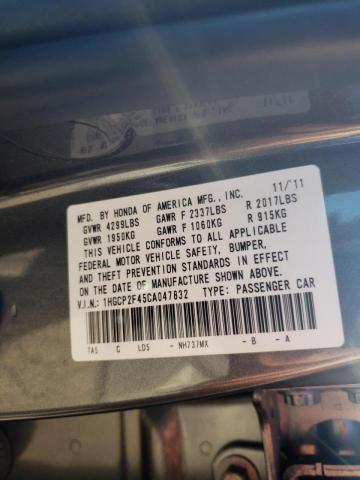 MFD. BY HONDA OF AMERICA MFG., INC. 11/11
GVWR 4299LBS GAWR F 2337LBS R 2017LBS
GVWR 1950KG GAWR F 1060KG R 915KG
THIS VEHICLE CONFORMS TO ALL APPLICABLE
FEDERAL MOTOR VEHICLE SAFETY, BUMPER,
AND THEFT PREVENTION STANDARDS IN EFFECT
ON THE DATE OF MANUFACTURE SHOWN ABOVE.
V.I.N.: 1HGCP2F45CA047832 TYPE: PASSENGER CAR
TA5 C LD5 - NH737MX - B - A